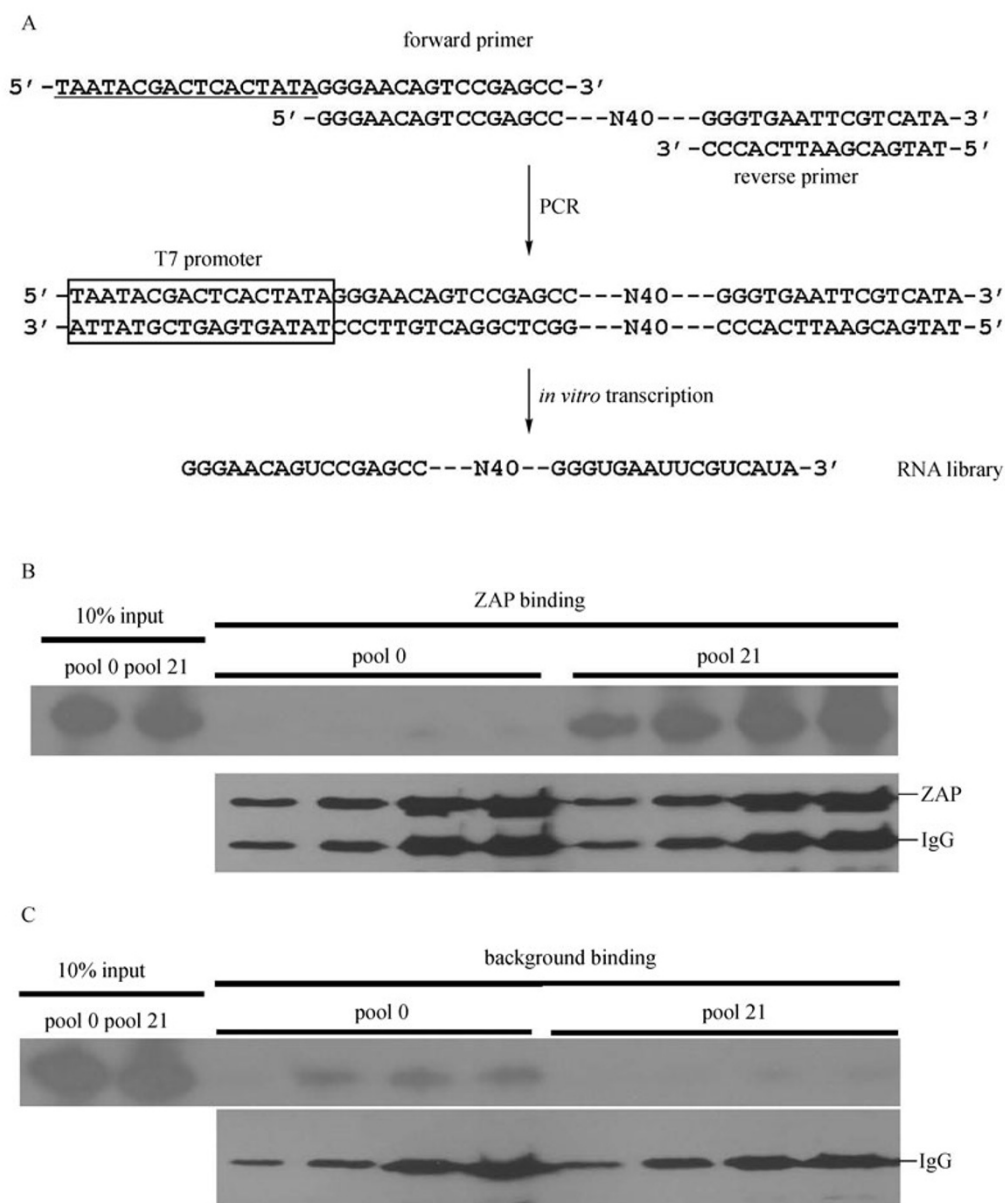 A
forward primer
5′-TAATACGACTCACTATAGGGAACAGTCCGAGCC-3′
5′-GGGAACAGTCCGAGCC---N40---GGGTGAATTCGTCATA-3′
3′-CCCACTTAAGCAGTAT-5′
reverse primer
PCR
T7 promoter
5′-TAATACGACTCACTATAGGGAACAGTCCGAGCC---N40---GGGTGAATTCGTCATA-3′
3′-ATTATGCTGAGTGATATCCCTTGTCAGGCTCGG---N40---CCCACTTAAGCAGTAT-5′
in vitro transcription
GGGAACAGUCCGAGCC---N40--GGGUGAAUUCGUCAUA-3′ RNA library
B
10% input ZAP binding
pool 0 pool 21 pool 0 pool 21
ZAP
IgG
C
10% input background binding
pool 0 pool 21 pool 0 pool 21
IgG